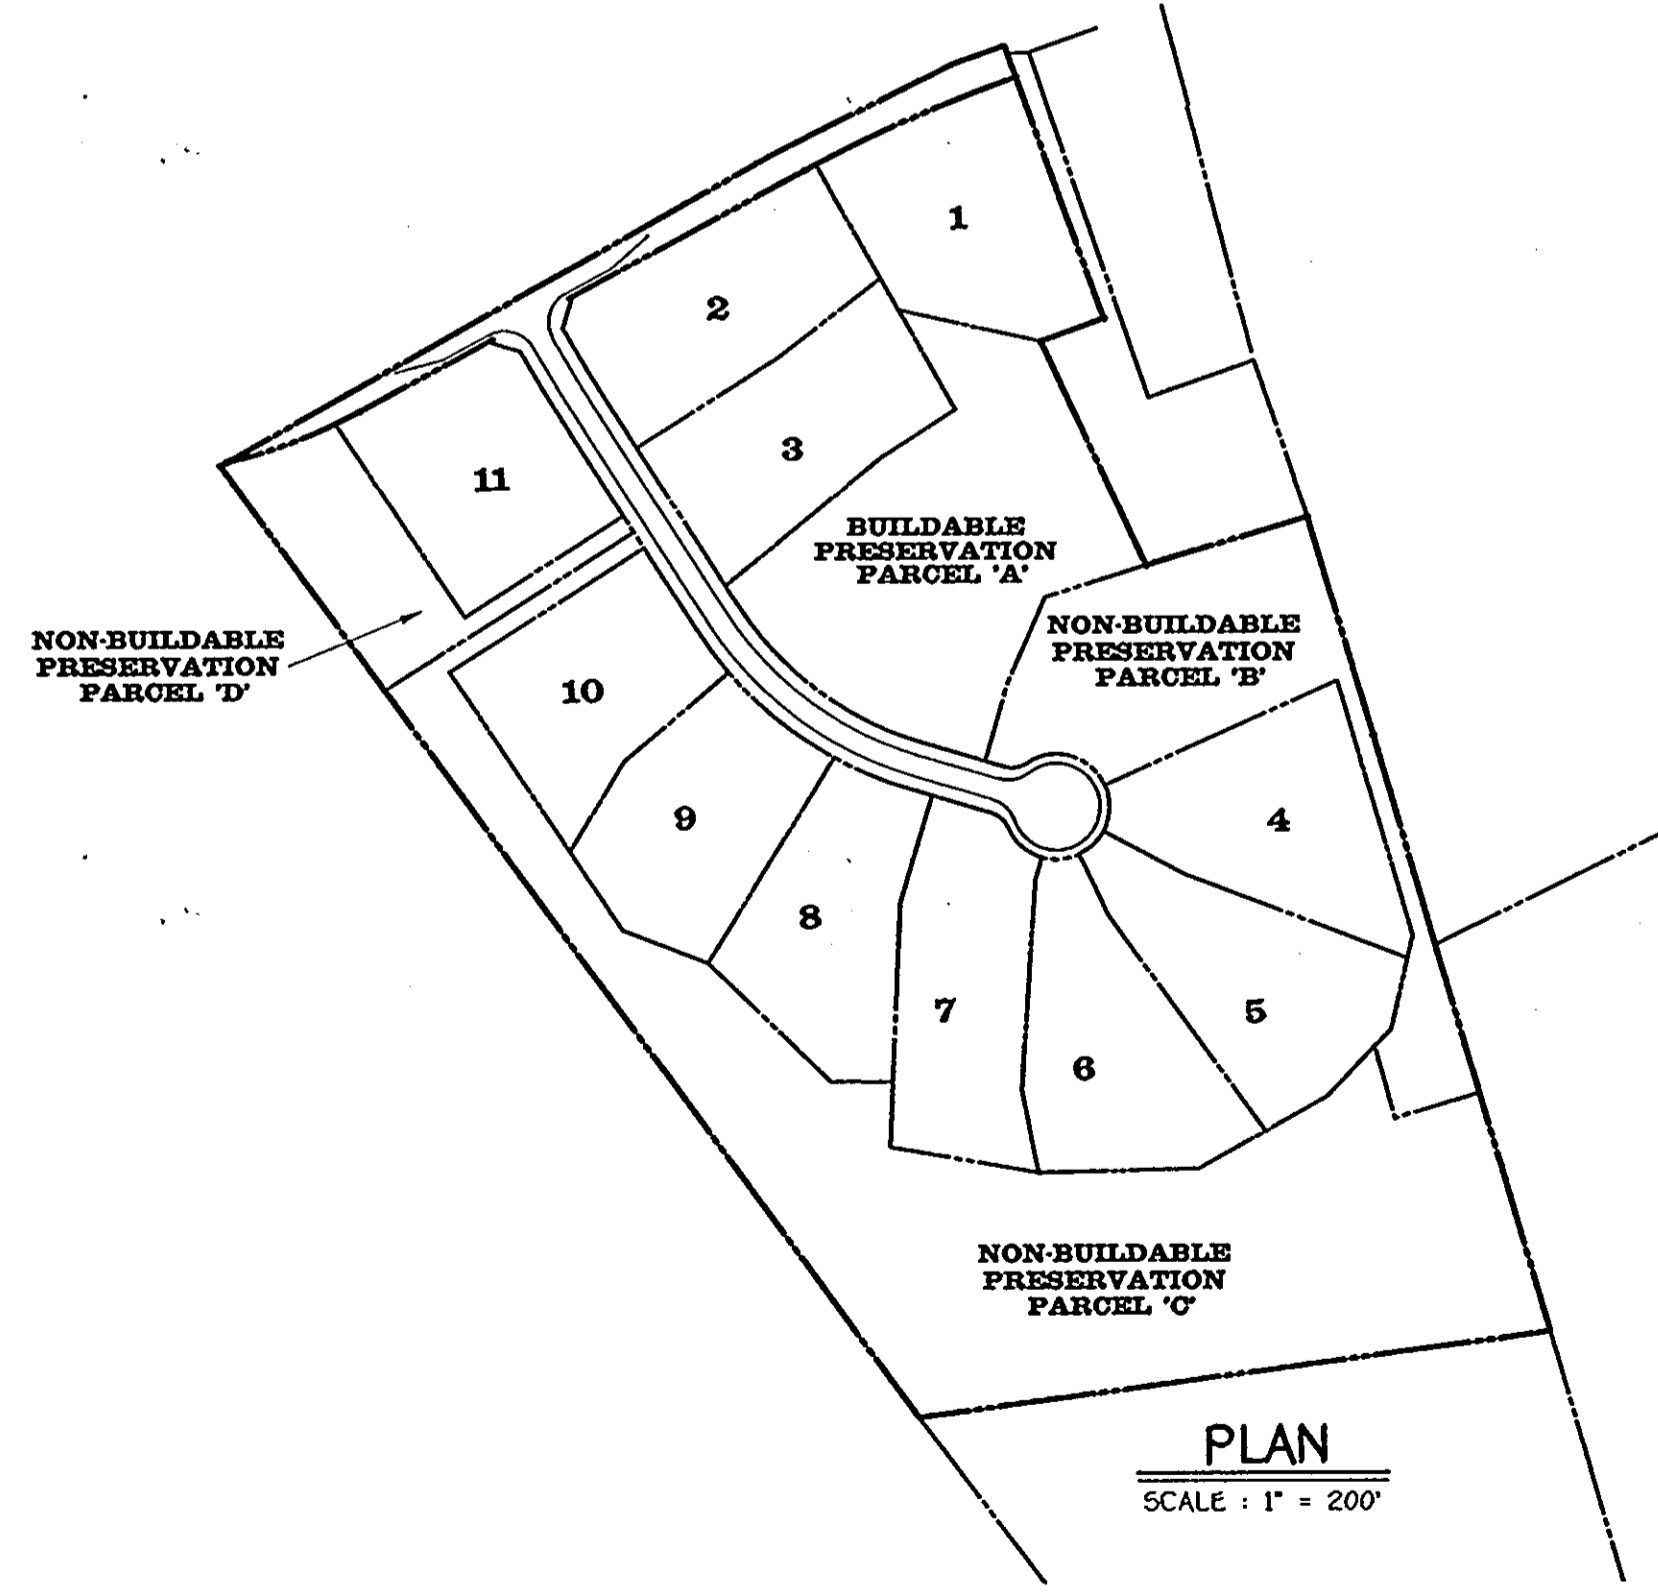 1
2
3
11
BUILDABLE
PRESERVATION
PARCEL 'A'
NON-BUILDABLE
PRESERVATION
PARCEL 'B'
NON-BUILDABLE
PRESERVATION
PARCEL 'D'
10
9
4
8
7
5
6
NON-BUILDABLE
PRESERVATION
PARCEL 'C'
PLAN
SCALE : 1" = 200'